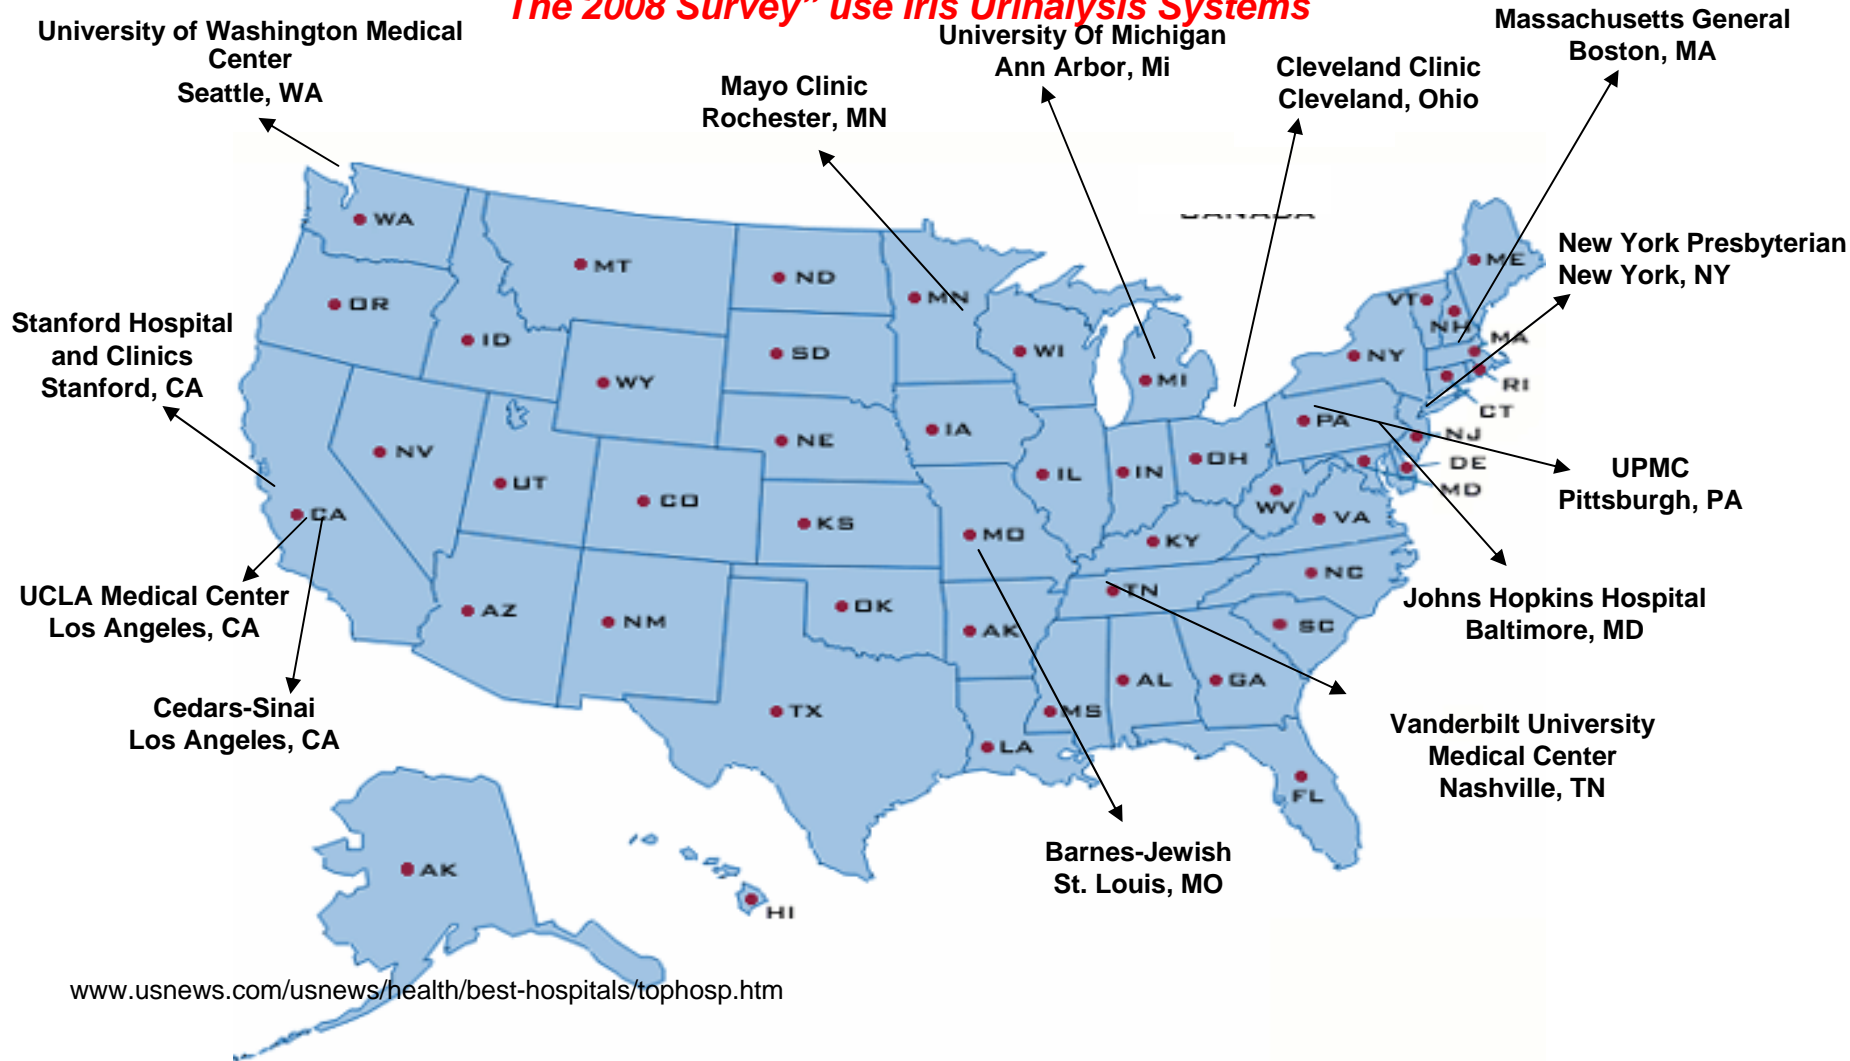 The 2008 Survey” use Iris Urinalysis Systems
University of Washington Medical
Center
Seattle, WA
Mayo Clinic
Rochester, MN
University Of Michigan
Ann Arbor, Mi
Cleveland Clinic
Cleveland, Ohio
Massachusetts General
Boston, MA
CANADA
New York Presbyterian
New York, NY
Stanford Hospital
and Clinics
Stanford, CA
WA
MT
ND
MN
ME
VT
NH
MA
OR
ID
SD
WI
MI
NY
RI
CT
WY
NE
IA
PA
NJ
DE
MD
NV
UT
CO
IL
IN
OH
WV
VA
CA
KS
MO
KY
NC
AZ
NM
OK
AK
TN
SC
TX
LA
MS
AL
GA
FL
AK
HI
UPMC
Pittsburgh, PA
UCLA Medical Center
Los Angeles, CA
Johns Hopkins Hospital
Baltimore, MD
Cedars-Sinai
Los Angeles, CA
Vanderbilt University
Medical Center
Nashville, TN
Barnes-Jewish
St. Louis, MO
www.usnews.com/usnews/health/best-hospitals/tophosp.htm